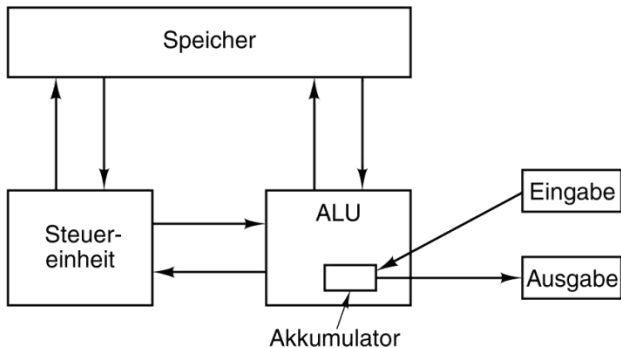 Speicher
Steuer-
einheit
ALU
Eingabe
Ausgabe
Akkumulator